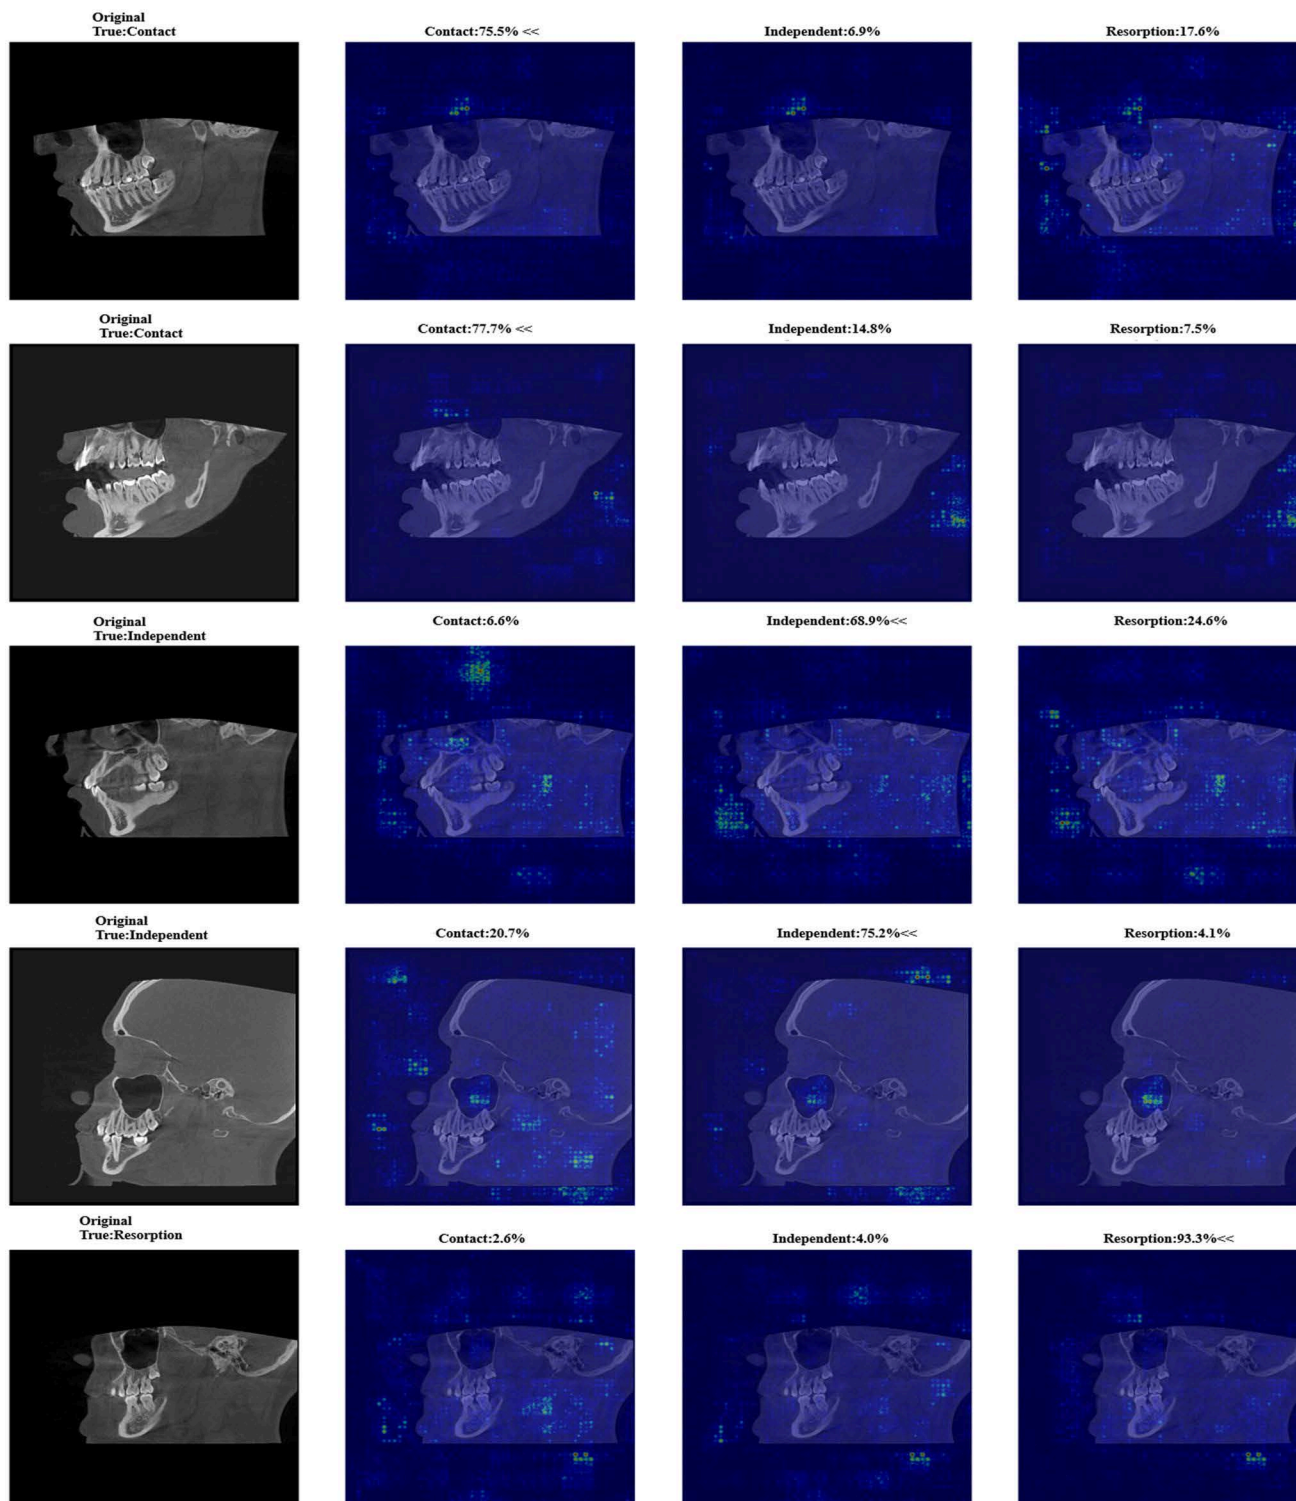 Original
True:Contact
Contact:75.5% <<
Independent:6.9%
Resorption:17.6%
Original
True:Contact
Contact:77.7% <<
Independent:14.8%
Resorption:7.5%
Original
True:Independent
Contact:6.6%
Independent:68.9%<<
Resorption:24.6%
Original
True:Independent
Contact:20.7%
Independent:75.2%<<
Resorption:4.1%
Original
True:Resorption
Contact:2.6%
Independent:4.0%
Resorption:93.3%<<